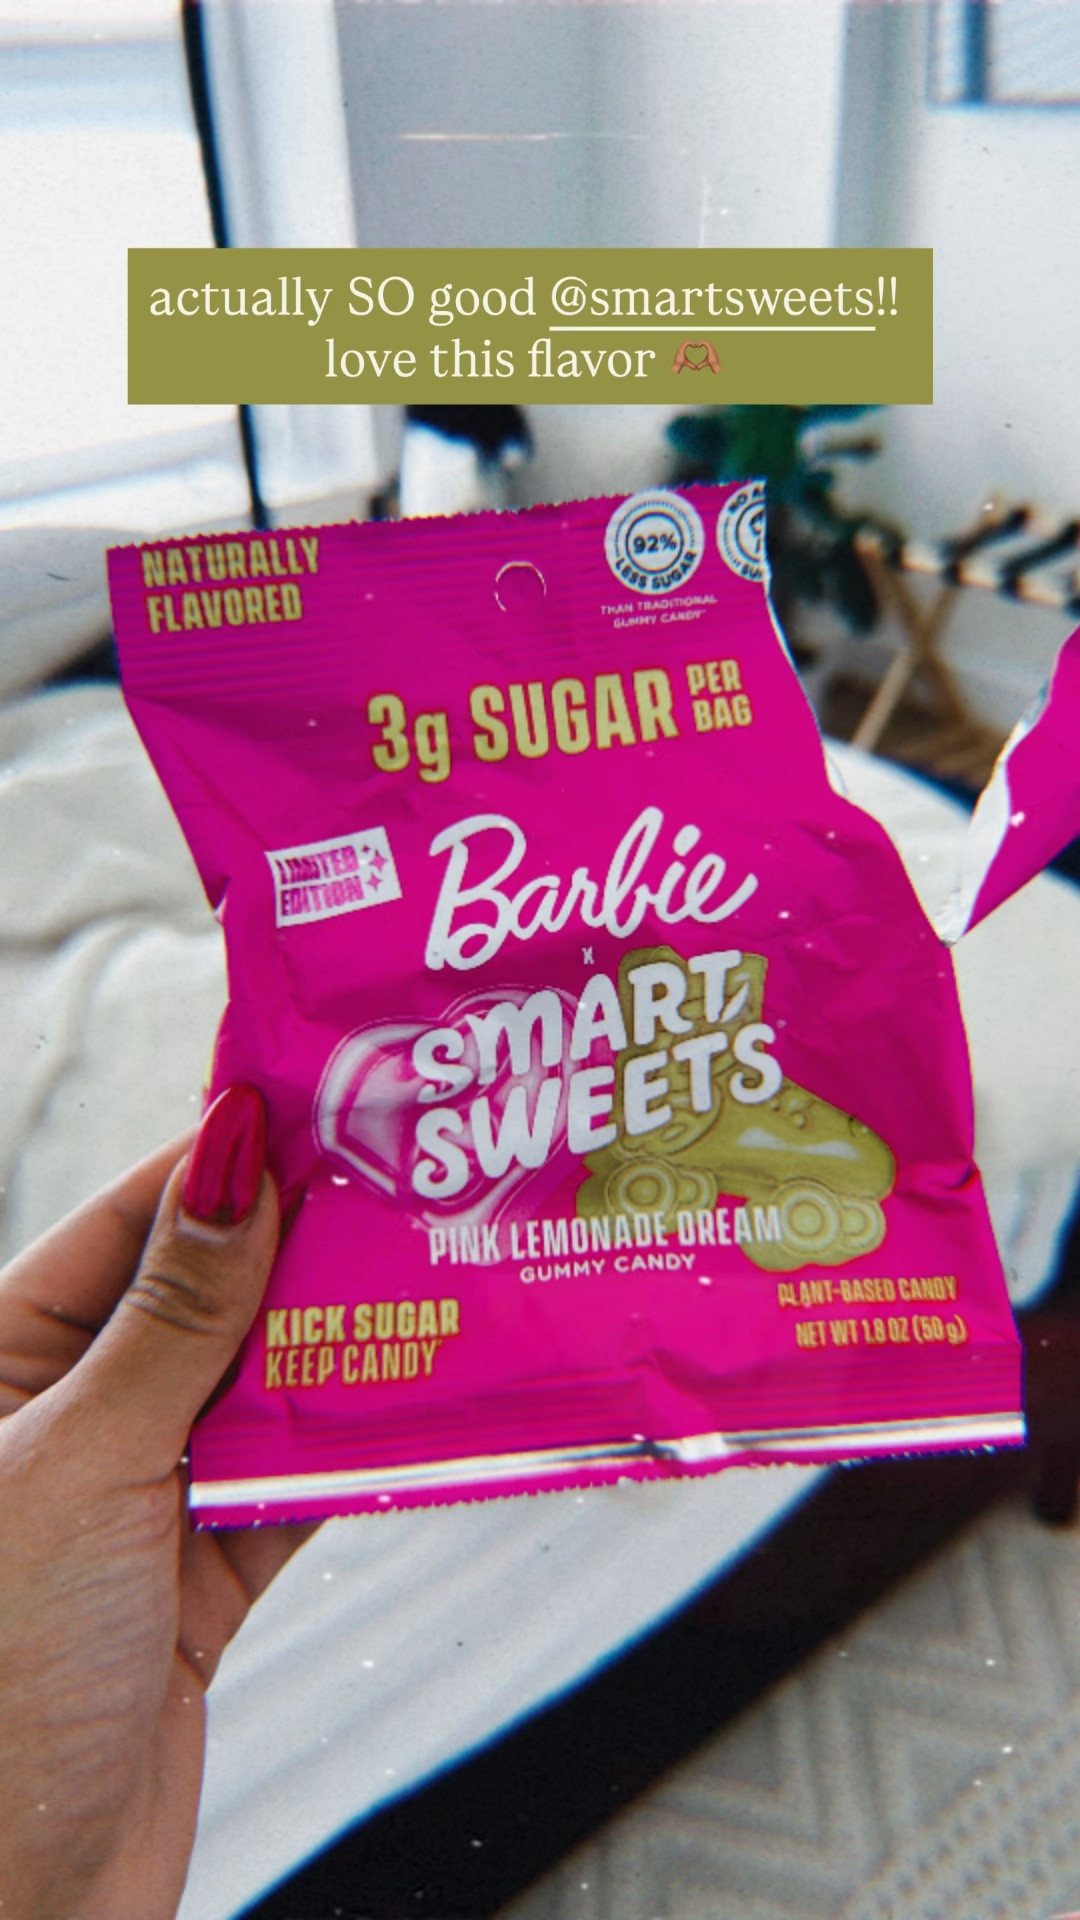 actually SO good @smartsweets!!
love this flavor 🫶🏽
NATURALLY
FLAVORED
92%
LESS SUGAR
THAN TRADITIONAL
GUMMY CANDY
3g SUGAR PER
BAG
LIMITED
EDITION
Barbie
x
SMART
SWEETS
PINK LEMONADE DREAM
GUMMY CANDY
KICK SUGAR
KEEP CANDY
PLANT-BASED CANDY
NET WT 1.8 OZ (50 g)